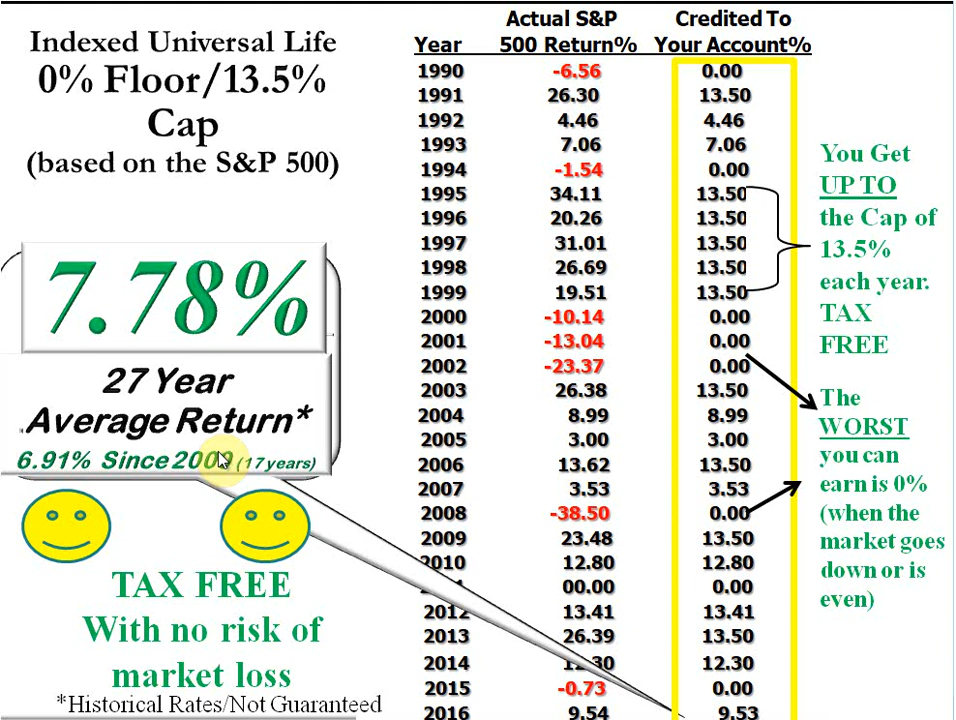 Indexed Universal Life
0% Floor/13.5%
Cap
(based on the S&P 500)
7.78%
27 Year
Average Return*
6.91% Since 2000 (17 years)
TAX FREE
With no risk of
market loss
*Historical Rates/Not Guaranteed
Actual S&P Credited To
Year 500 Return% Your Account%
1990 -6.56 0.00
1991 26.30 13.50
1992 4.46 4.46
1993 7.06 7.06
1994 -1.54 0.00
1995 34.11 13.50
1996 20.26 13.50
1997 31.01 13.50
1998 26.69 13.50
1999 19.51 13.50
2000 -10.14 0.00
2001 -13.04 0.00
2002 -23.37 0.00
2003 26.38 13.50
2004 8.99 8.99
2005 3.00 3.00
2006 13.62 13.50
2007 3.53 3.53
2008 -38.50 0.00
2009 23.48 13.50
2010 12.80 12.80
00.00 0.00
2012 13.41 13.41
2013 26.39 13.50
2014 12.30 12.30
2015 -0.73 0.00
2016 9.54 9.53
You Get
UP TO
the Cap of
13.5%
each year.
TAX
FREE
The
WORST
you can
earn is 0%
(when the
market goes
down or is
even)